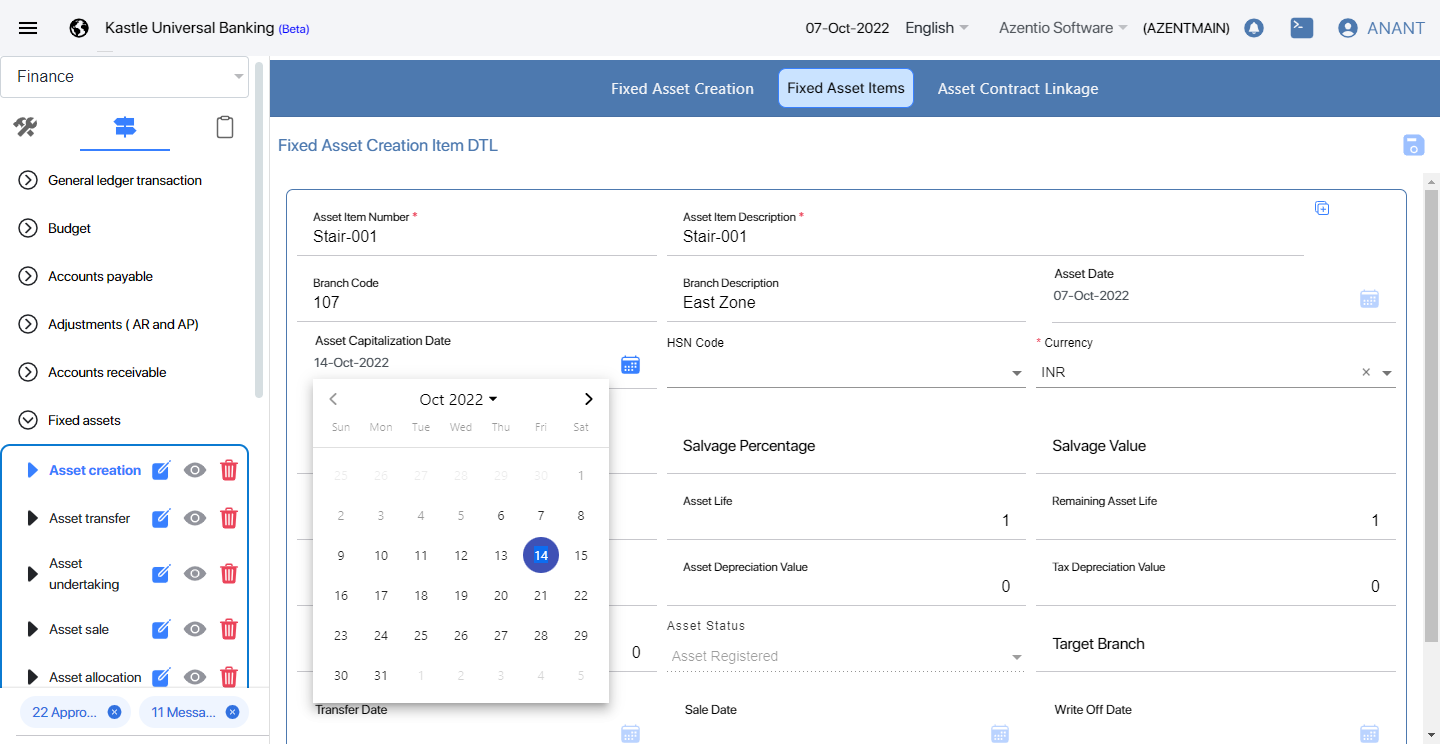 Kastle Universal Banking (Beta)
07-Oct-2022
English
Azentio Software
(AZENTMAIN)
ANANT
Finance
General ledger transaction
Budget
Accounts payable
Adjustments ( AR and AP)
Accounts receivable
Fixed assets
Asset creation
Asset transfer
Asset
undertaking
Asset sale
Asset allocation
22 Appro...
11 Messa...
Fixed Asset Creation
Fixed Asset Items
Asset Contract Linkage
Fixed Asset Creation Item DTL
Asset Item Number *
Stair-001
Asset Item Description *
Stair-001
Branch Code
107
Branch Description
East Zone
Asset Date
07-Oct-2022
Asset Capitalization Date
14-Oct-2022
HSN Code
* Currency
INR
Oct 2022
Sun Mon Tue Wed Thu Fri Sat
25 26 27 28 29 30 1
2 3 4 5 6 7 8
9 10 11 12 13 14 15
16 17 18 19 20 21 22
23 24 25 26 27 28 29
30 31 1 2 3 4 5
Salvage Percentage
Salvage Value
Asset Life
1
Remaining Asset Life
1
Asset Depreciation Value
0
Tax Depreciation Value
0
0
Asset Status
Asset Registered
Target Branch
Transfer Date
Sale Date
Write Off Date